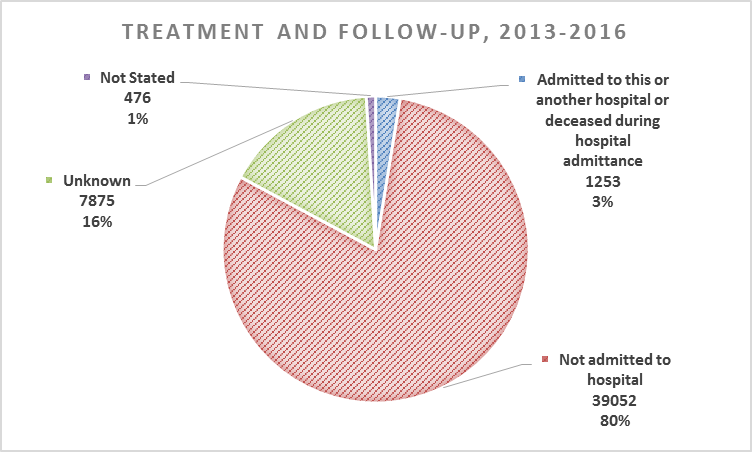 TREATMENT AND FOLLOW-UP, 2013-2016
Not Stated
476
1%
Admitted to this or
another hospital or
deceased during
hospital
admittance
1253
3%
Unknown
7875
16%
Not admitted to
hospital
39052
80%